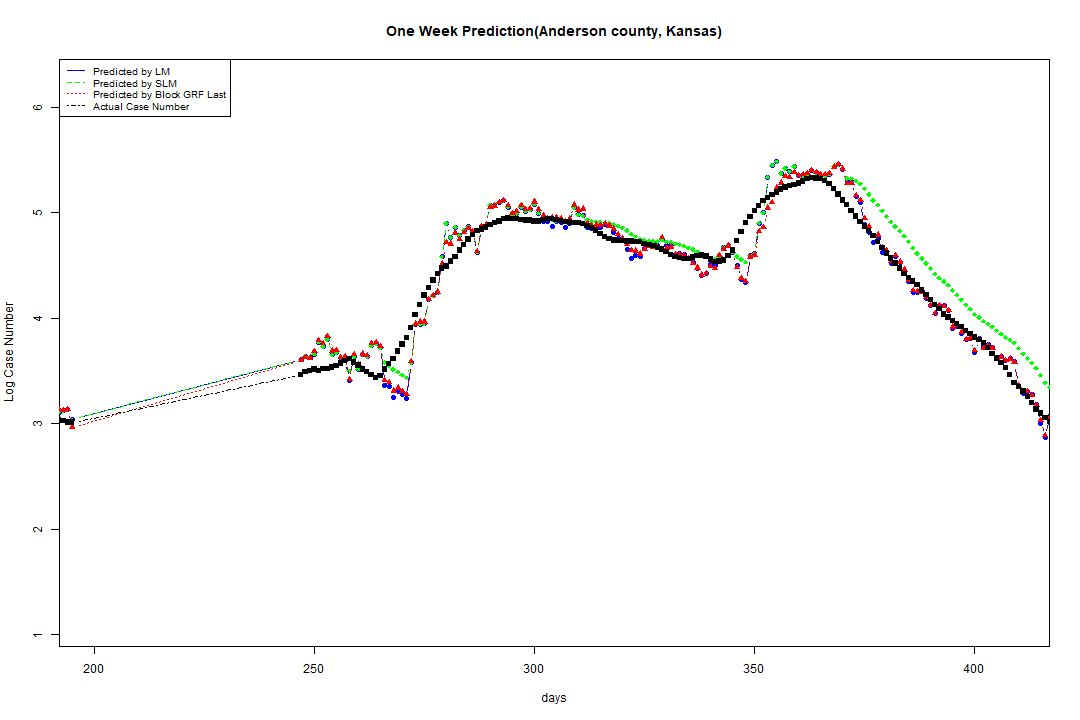 One Week Prediction(Anderson county, Kansas)
Predicted by LM
Predicted by SLM
Predicted by Block GRF Last
Actual Case Number
6
5
4
3
2
1
Log Case Number
200 250 300 350 400
days